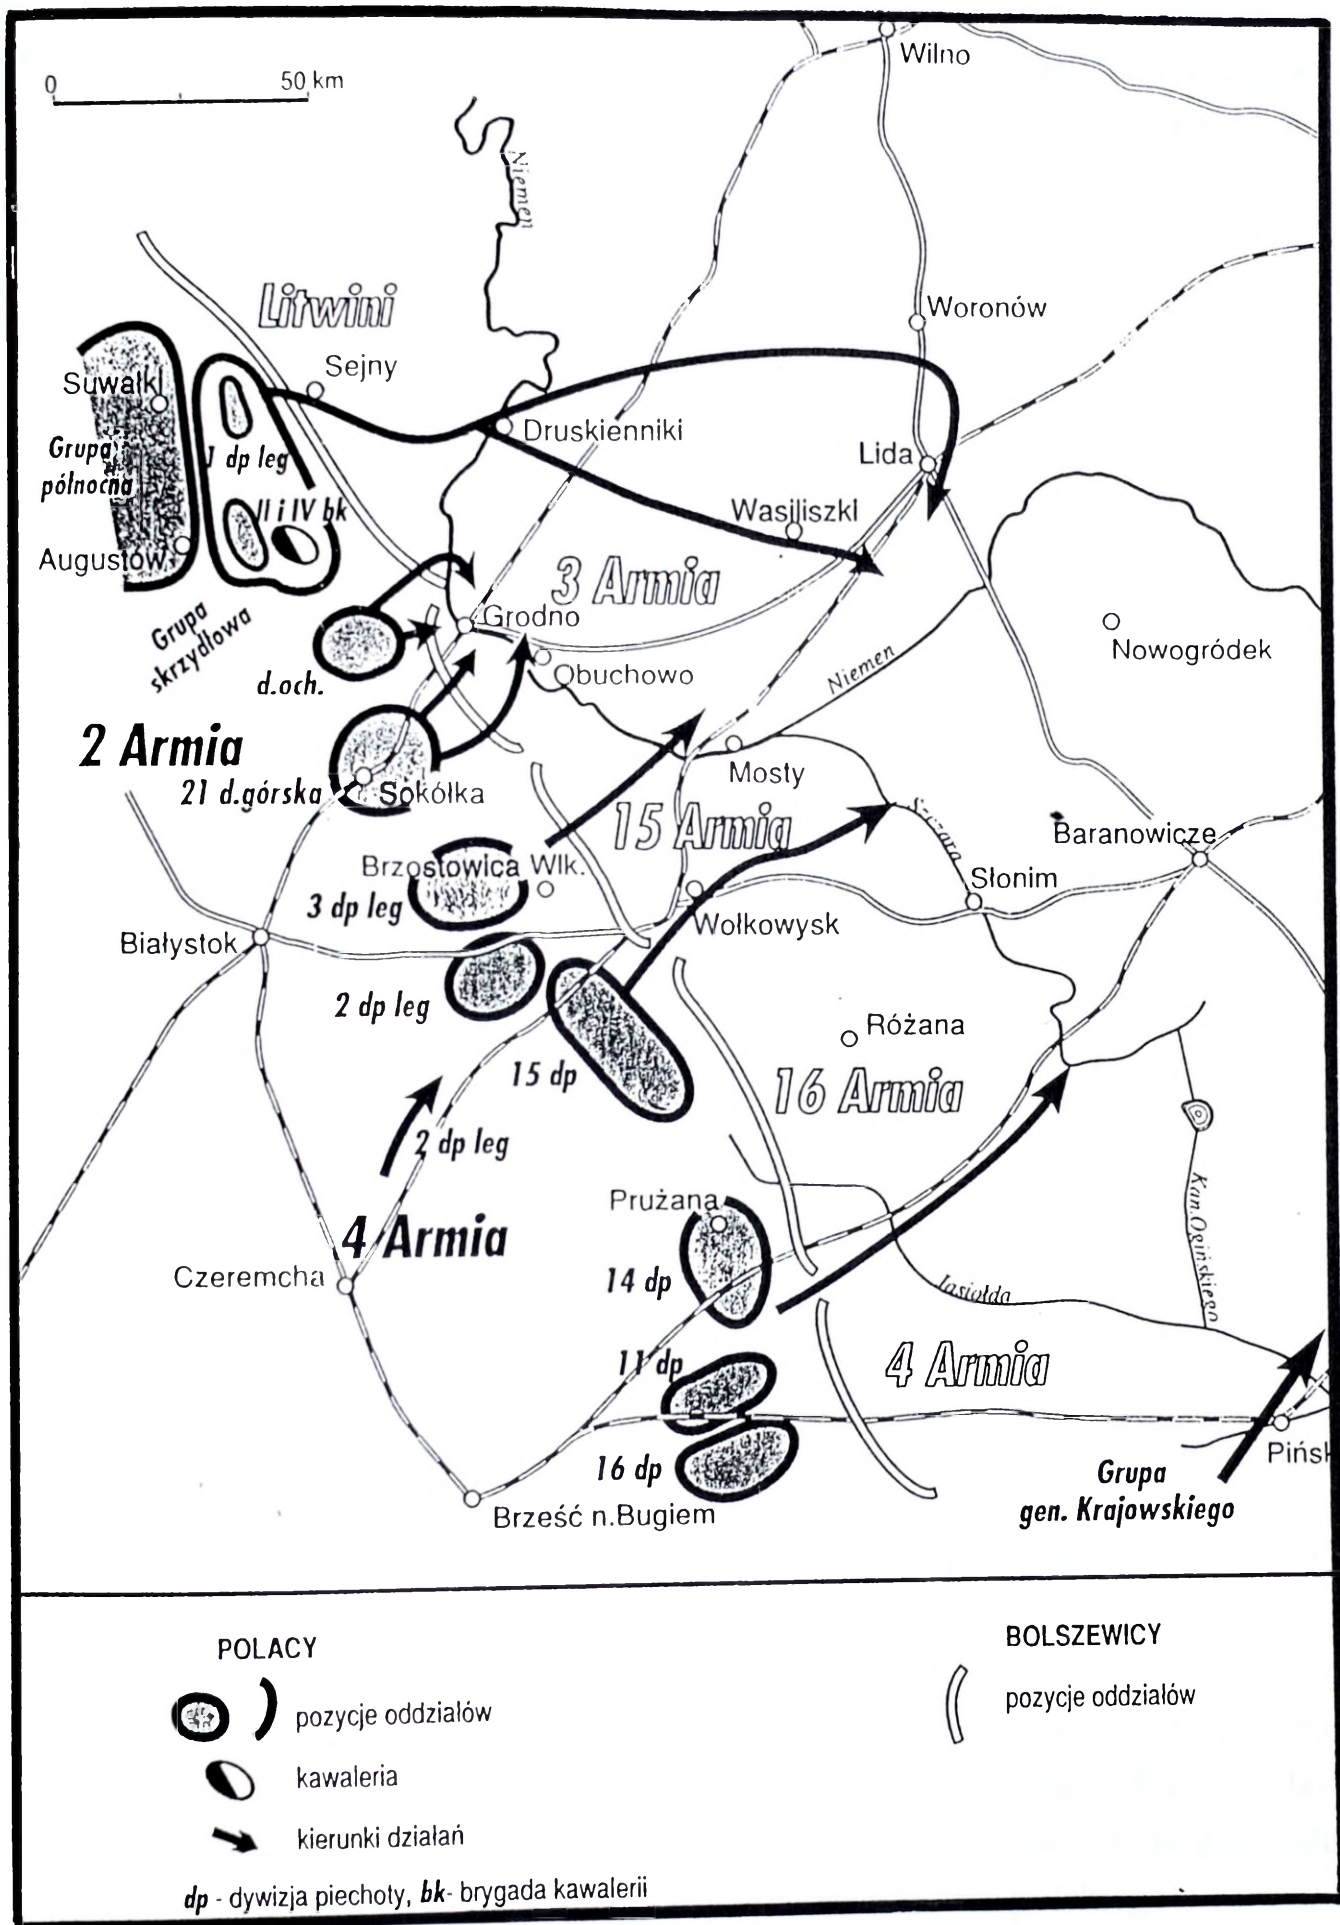 0 50 km
Wilno
Niemen
Litwini
Woronów
Sejny
Suwałki
Grupa
północna
1 dp leg
Druskienniki
Lida
II i IV bk
Wasiliszki
Augustów
3 Armia
Grupa
skrzydłowa
Grodno
Nowogródek
d.och.
Obuchowo
Niemen
2 Armia
21 d.górska
Sokółka
Mosty
15 Armia
Szczara
Baranowicze
Brzostowica Wlk.
Słonim
3 dp leg
Wołkowysk
Białystok
2 dp leg
Różana
15 dp
16 Armia
2 dp leg
Prużana
Kan.Ogińskiego
4 Armia
Czeremcha
14 dp
Jasiołda
11 dp
4 Armia
16 dp
Grupa
gen. Krajowskiego
Pińsk
Brześć n.Bugiem
POLACY
pozycje oddziałów
kawaleria
kierunki działań
dp - dywizja piechoty, bk- brygada kawalerii
BOLSZEWICY
pozycje oddziałów